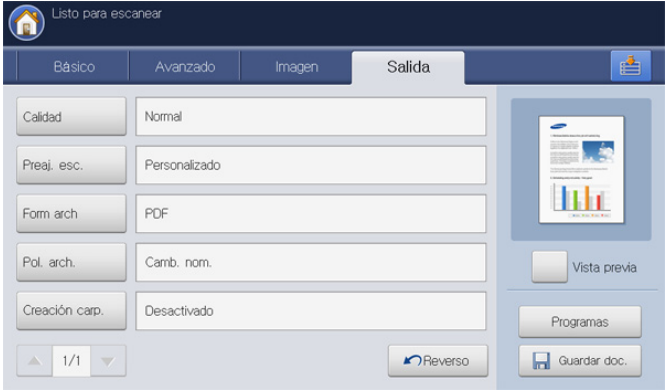 Listo para escanear
Básico
Avanzado
Imagen
Salida
Calidad
Normal
Preaj. esc.
Personalizado
Form arch
PDF
Pol. arch.
Camb. nom.
Creación carp.
Desactivado
1/1
Reverso
Vista previa
Programas
Guardar doc.